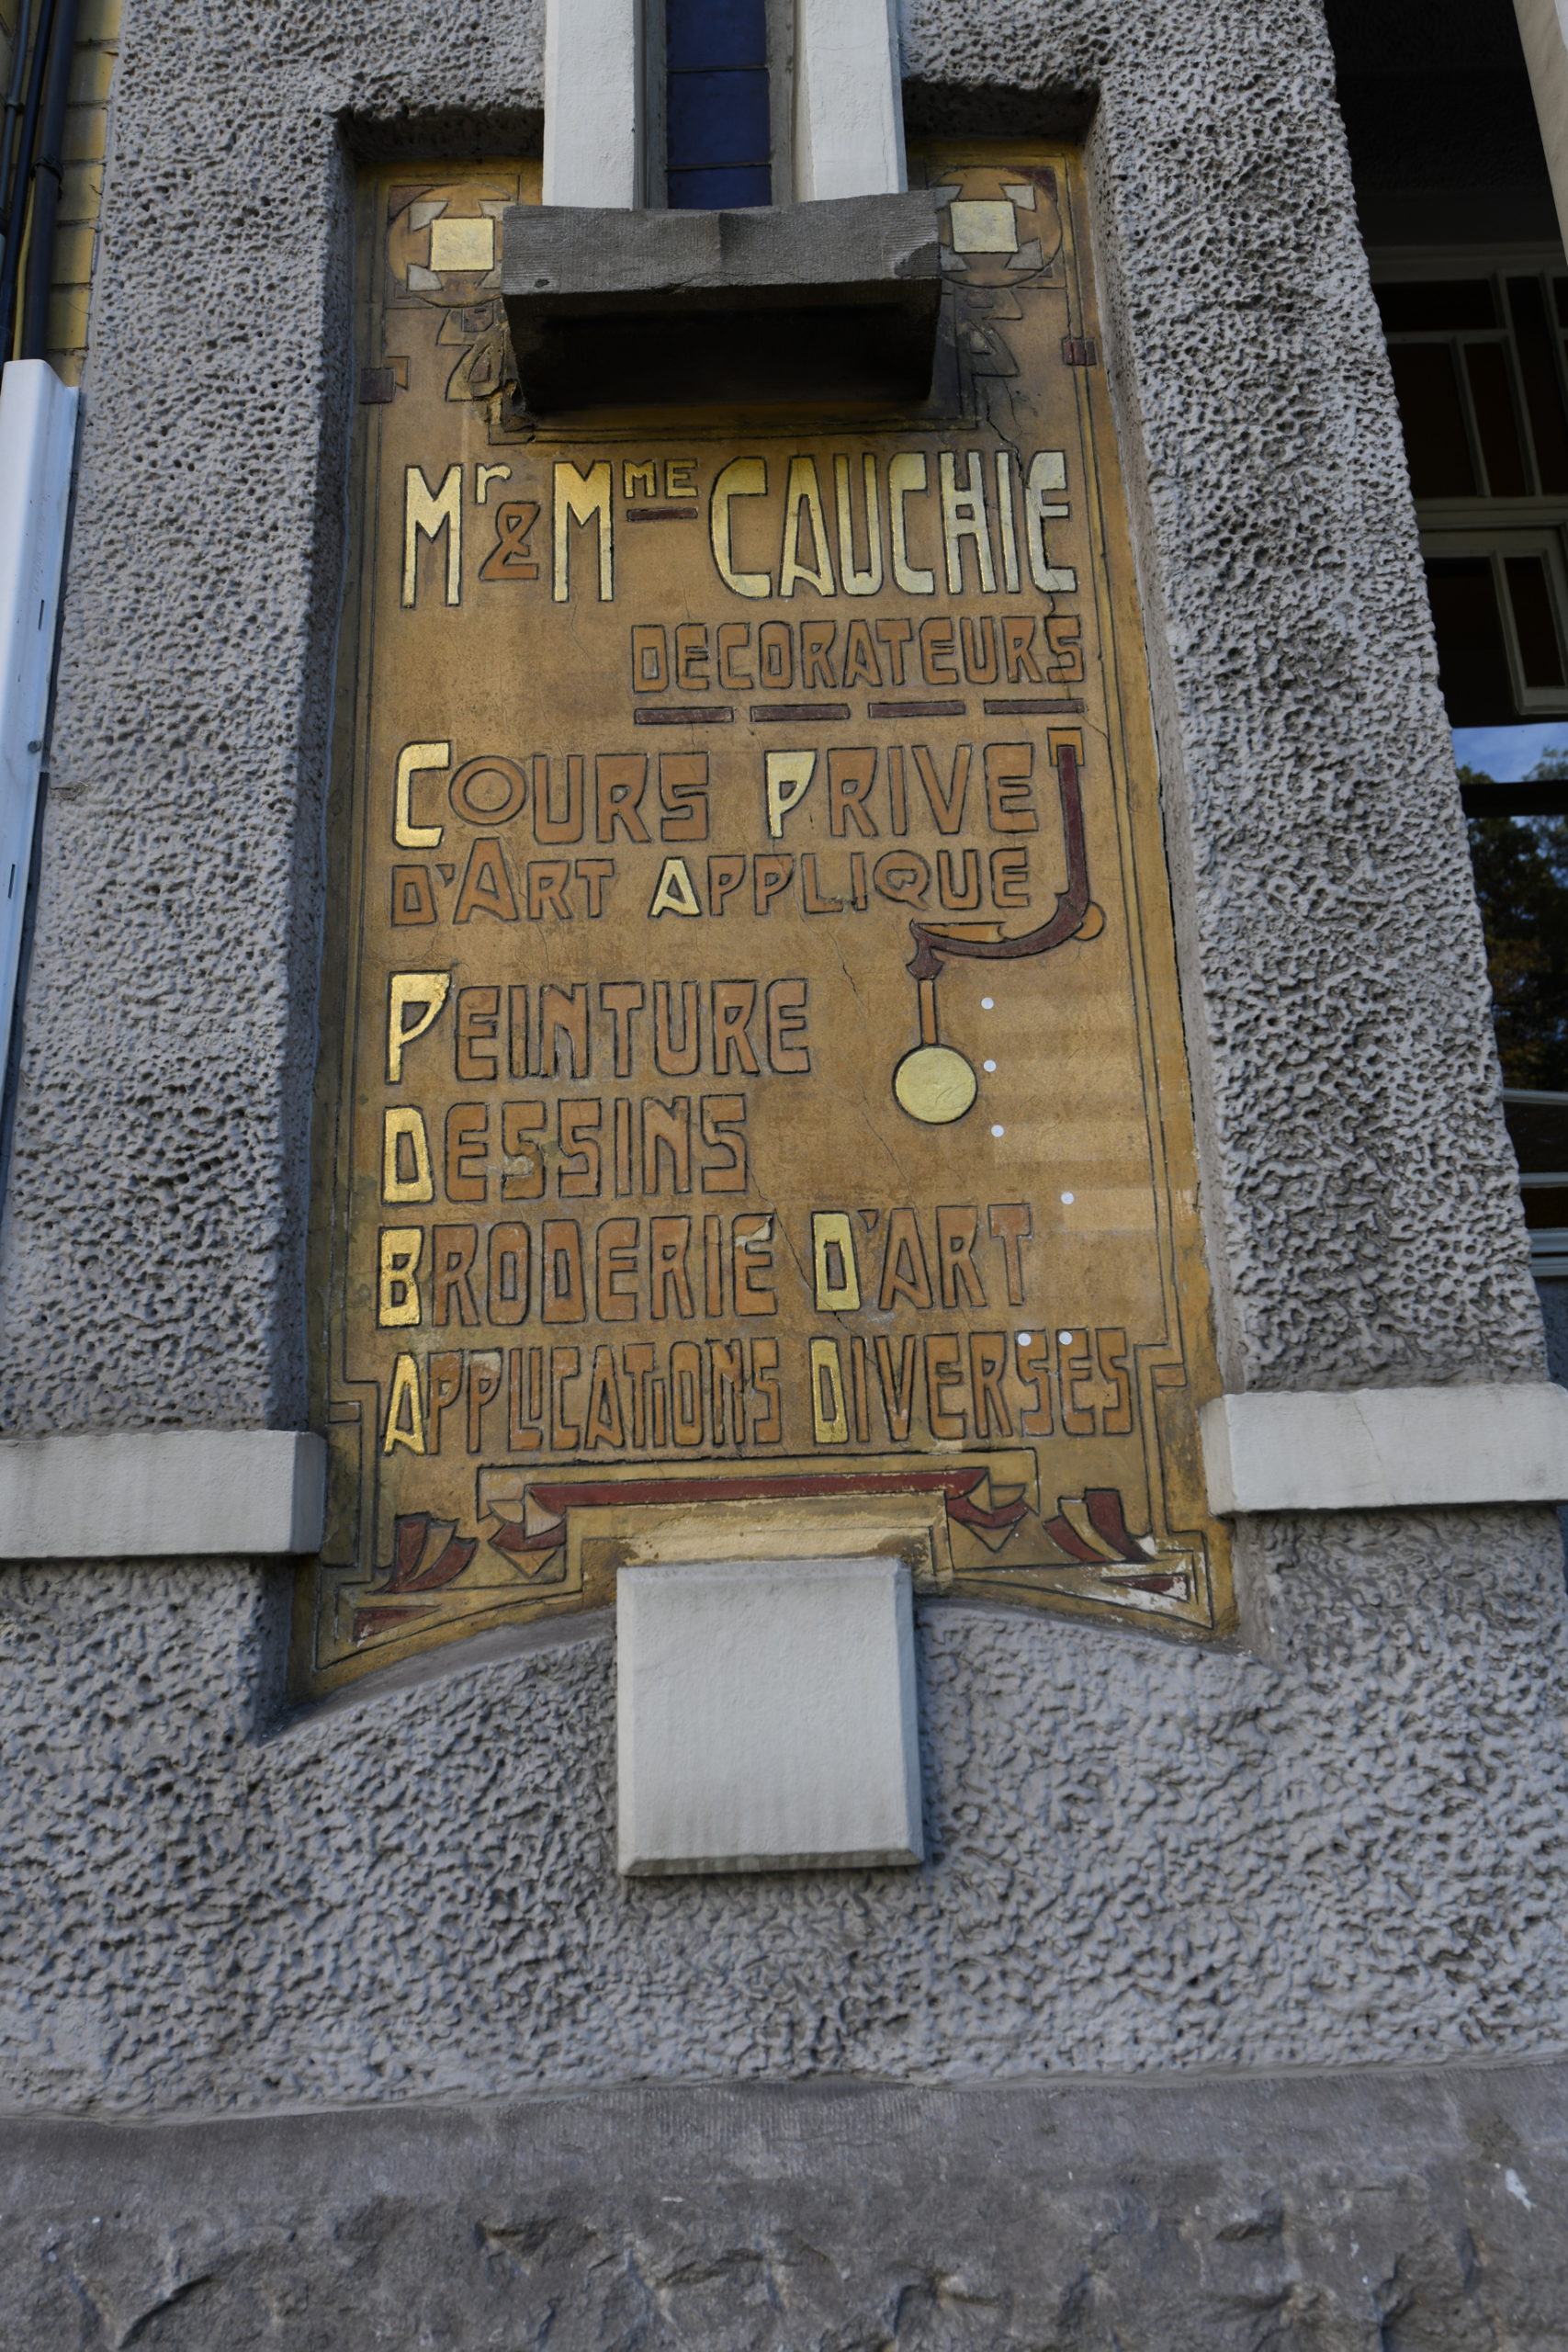 Mr & MME CAUCHIE
DECORATEURS
COURS PRIVE
D'ART APPLIQUE
PEINTURE
DESSINS
BRODERIE D'ART
APPLICATIONS DIVERSES